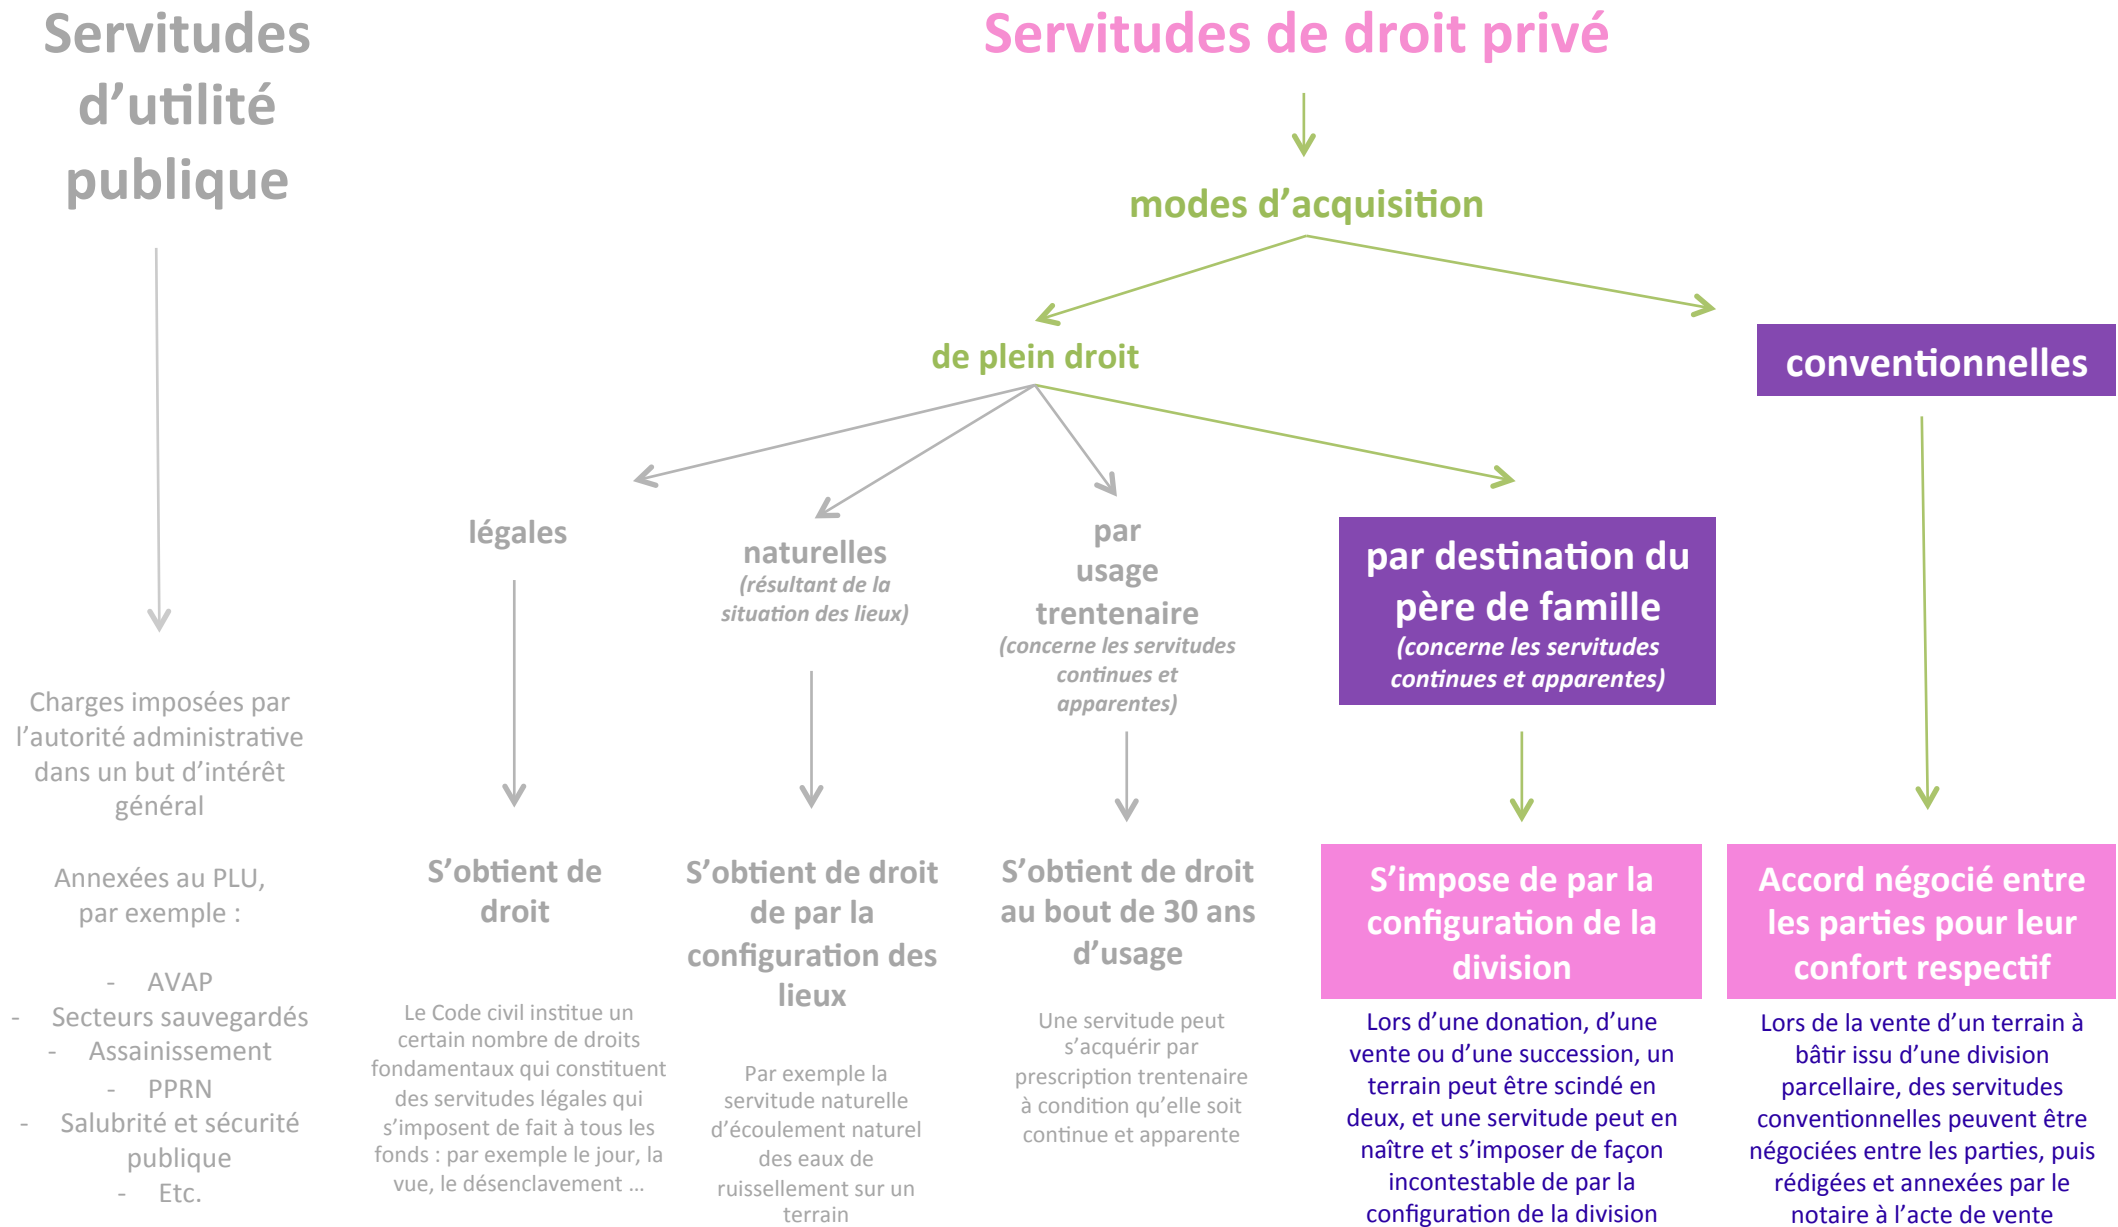 Servitudes
d’utilité
publique
Charges imposées par
l’autorité administrative
dans un but d’intérêt
général
Annexées au PLU,
par exemple :
- AVAP
- Secteurs sauvegardés
- Assainissement
- PPRN
- Salubrité et sécurité
publique
- Etc.
Servitudes de droit privé
modes d’acquisition
de plein droit
conventionnelles
légales
S’obtient de
droit
Le Code civil institue un
certain nombre de droits
fondamentaux qui constituent
des servitudes légales qui
s’imposent de fait à tous les
fonds : par exemple le jour, la
vue, le désenclavement ...
naturelles
(résultant de la
situation des lieux)
S’obtient de droit
de par la
configuration des
lieux
Par exemple la
servitude naturelle
d’écoulement naturel
des eaux de
ruissellement sur un
terrain
par
usage
trentenaire
(concerne les servitudes
continues et
apparentes)
S’obtient de droit
au bout de 30 ans
d’usage
Une servitude peut
s’acquérir par
prescription trentenaire
à condition qu’elle soit
continue et apparente
par destination du
père de famille
(concerne les servitudes
continues et apparentes)
S’impose de par la
configuration de la
division
Lors d’une donation, d’une
vente ou d’une succession, un
terrain peut être scindé en
deux, et une servitude peut en
naître et s’imposer de façon
incontestable de par la
configuration de la division
Accord négocié entre
les parties pour leur
confort respectif
Lors de la vente d’un terrain à
bâtir issu d’une division
parcellaire, des servitudes
conventionnelles peuvent être
négociées entre les parties, puis
rédigées et annexées par le
notaire à l’acte de vente